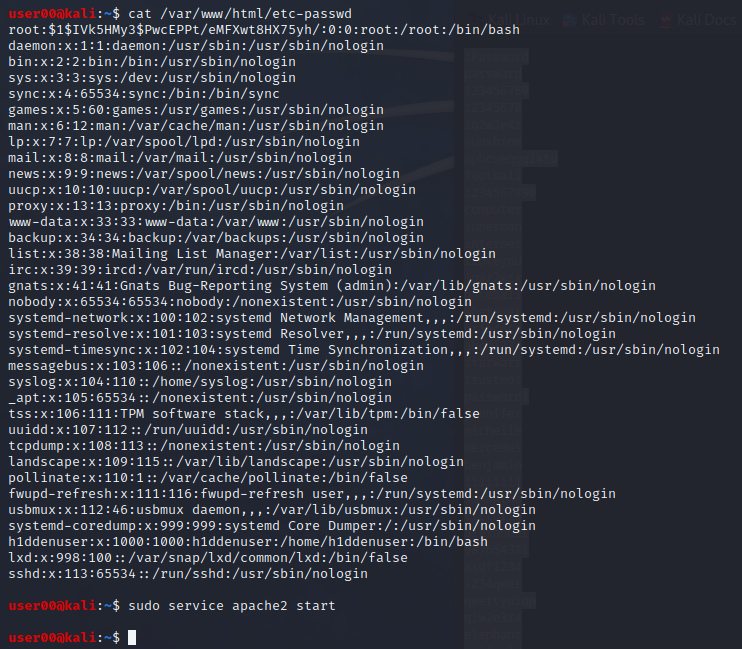 Kali Linux Kali Tools Kali Docs
user00@kali:~$ cat /var/www/html/etc-passwd
root:$1$IVk5HMy3$PwcEPPt/eMFXwt8HX75yh/:0:0:root:/root:/bin/bash
daemon:x:1:1:daemon:/usr/sbin:/usr/sbin/nologin
bin:x:2:2:bin:/bin:/usr/sbin/nologin
sys:x:3:3:sys:/dev:/usr/sbin/nologin
sync:x:4:65534:sync:/bin:/bin/sync
games:x:5:60:games:/usr/games:/usr/sbin/nologin
man:x:6:12:man:/var/cache/man:/usr/sbin/nologin
lp:x:7:7:lp:/var/spool/lpd:/usr/sbin/nologin
mail:x:8:8:mail:/var/mail:/usr/sbin/nologin
news:x:9:9:news:/var/spool/news:/usr/sbin/nologin
uucp:x:10:10:uucp:/var/spool/uucp:/usr/sbin/nologin
proxy:x:13:13:proxy:/bin:/usr/sbin/nologin
www-data:x:33:33:www-data:/var/www:/usr/sbin/nologin
backup:x:34:34:backup:/var/backups:/usr/sbin/nologin
list:x:38:38:Mailing List Manager:/var/list:/usr/sbin/nologin
irc:x:39:39:ircd:/var/run/ircd:/usr/sbin/nologin
gnats:x:41:41:Gnats Bug-Reporting System (admin):/var/lib/gnats:/usr/sbin/nologin
nobody:x:65534:65534:nobody:/nonexistent:/usr/sbin/nologin
systemd-network:x:100:102:systemd Network Management,,,:/run/systemd:/usr/sbin/nologin
systemd-resolve:x:101:103:systemd Resolver,,,:/run/systemd:/usr/sbin/nologin
systemd-timesync:x:102:104:systemd Time Synchronization,,,:/run/systemd:/usr/sbin/nologin
messagebus:x:103:106::/nonexistent:/usr/sbin/nologin
syslog:x:104:110::/home/syslog:/usr/sbin/nologin
_apt:x:105:65534::/nonexistent:/usr/sbin/nologin
tss:x:106:111:TPM software stack,,,:/var/lib/tpm:/bin/false
uuidd:x:107:112::/run/uuidd:/usr/sbin/nologin
tcpdump:x:108:113::/nonexistent:/usr/sbin/nologin
landscape:x:109:115::/var/lib/landscape:/usr/sbin/nologin
pollinate:x:110:1::/var/cache/pollinate:/bin/false
fwupd-refresh:x:111:116:fwupd-refresh user,,,:/run/systemd:/usr/sbin/nologin
usbmux:x:112:46:usbmux daemon,,,:/var/lib/usbmux:/usr/sbin/nologin
systemd-coredump:x:999:999:systemd Core Dumper:/:/usr/sbin/nologin
h1ddenuser:x:1000:1000:h1ddenuser:/home/h1ddenuser:/bin/bash
lxd:x:998:100::/var/snap/lxd/common/lxd:/bin/false
sshd:x:113:65534::/run/sshd:/usr/sbin/nologin
user00@kali:~$ sudo service apache2 start
user00@kali:~$